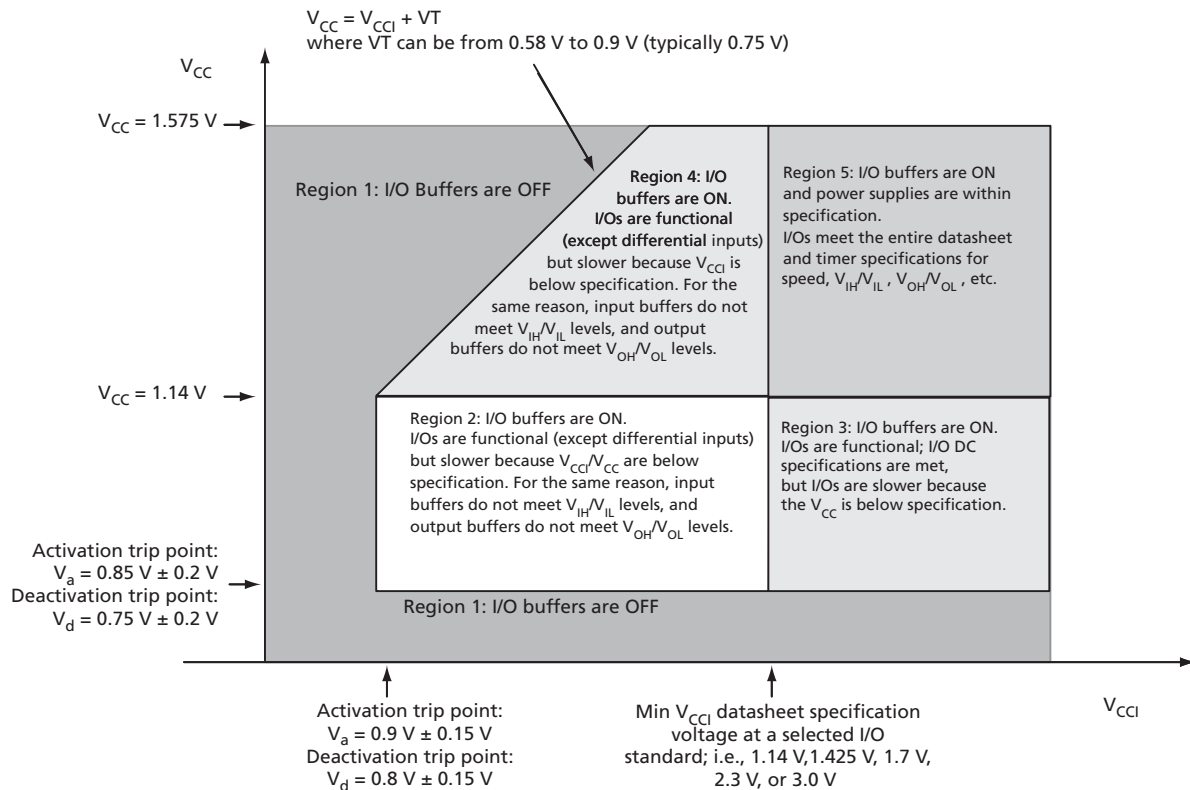 V_CC = V_CCI + VT
where VT can be from 0.58 V to 0.9 V (typically 0.75 V)
V_CC
V_CC = 1.575 V
Region 1: I/O Buffers are OFF
Region 4: I/O
buffers are ON.
I/Os are functional
(except differential inputs)
but slower because V_CCI is
below specification. For the
same reason, input buffers do not
meet V_IH/V_IL levels, and output
buffers do not meet V_OH/V_OL levels.
Region 5: I/O buffers are ON
and power supplies are within
specification.
I/Os meet the entire datasheet
and timer specifications for
speed, V_IH/V_IL , V_OH/V_OL , etc.
V_CC = 1.14 V
Region 2: I/O buffers are ON.
I/Os are functional (except differential inputs)
but slower because V_CCI/V_CC are below
specification. For the same reason, input
buffers do not meet V_IH/V_IL levels, and
output buffers do not meet V_OH/V_OL levels.
Region 3: I/O buffers are ON.
I/Os are functional; I/O DC
specifications are met,
but I/Os are slower because
the V_CC is below specification.
Activation trip point:
V_a = 0.85 V ± 0.2 V
Deactivation trip point:
V_d = 0.75 V ± 0.2 V
Region 1: I/O buffers are OFF
Activation trip point:
V_a = 0.9 V ± 0.15 V
Deactivation trip point:
V_d = 0.8 V ± 0.15 V
Min V_CCI datasheet specification
voltage at a selected I/O
standard; i.e., 1.14 V,1.425 V, 1.7 V,
2.3 V, or 3.0 V
V_CCI